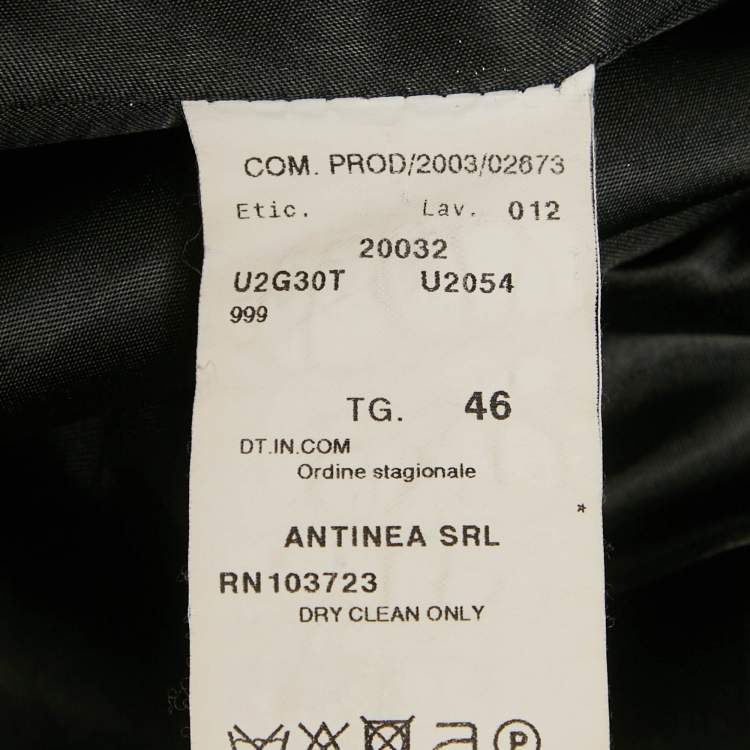 COM. PROD/2003/02673
Etic. Lav. 012
20032
U2G30T U2054
999
TG. 46
DT.IN.COM
Ordine stagionale
*
ANTINEA SRL
RN103723
DRY CLEAN ONLY
P